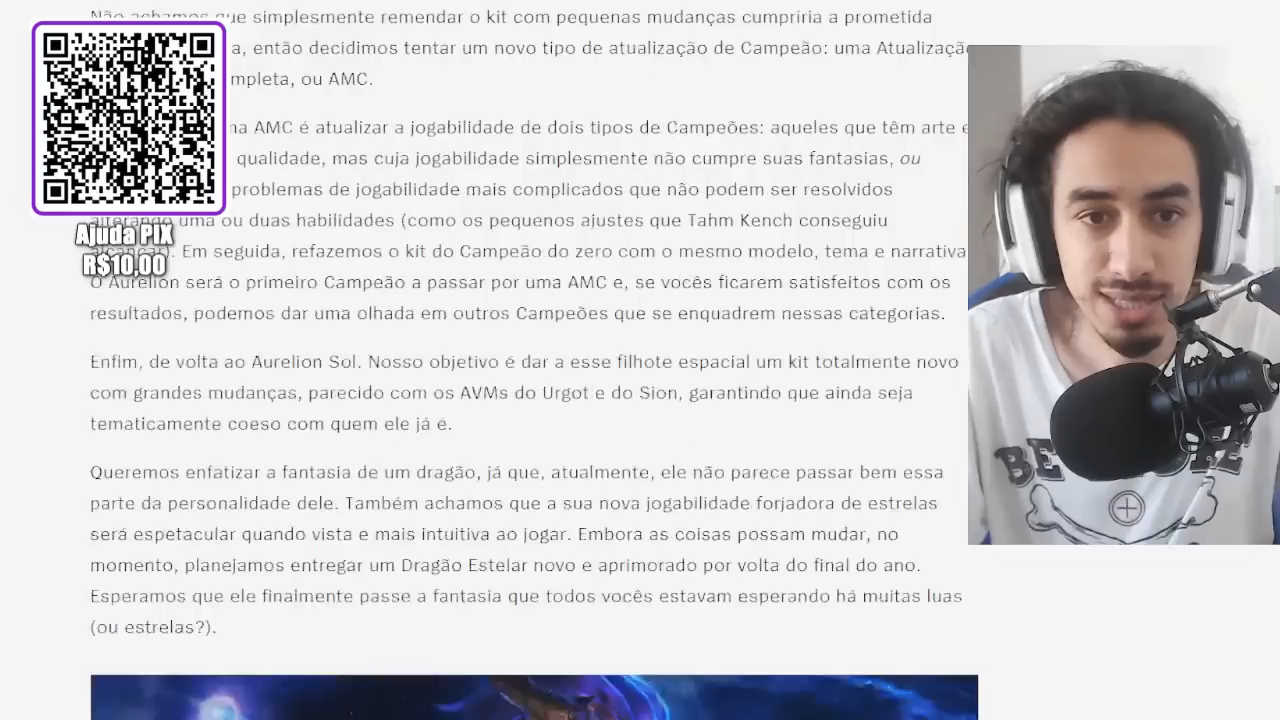 Não achamos que simplesmente remendar o kit com pequenas mudanças cumpriria a prometida
a, então decidimos tentar um novo tipo de atualização de Campeão: uma Atualização
mpleta, ou AMC.
na AMC é atualizar a jogabilidade de dois tipos de Campeões: aqueles que têm arte e
qualidade, mas cuja jogabilidade simplesmente não cumpre suas fantasias, ou
problemas de jogabilidade mais complicados que não podem ser resolvidos
alterando uma ou duas habilidades (como os pequenos ajustes que Tahm Kench conseguiu
alcançar). Em seguida, refazemos o kit do Campeão do zero com o mesmo modelo, tema e narrativa
O Aurelion será o primeiro Campeão a passar por uma AMC e, se vocês ficarem satisfeitos com os
resultados, podemos dar uma olhada em outros Campeões que se enquadrem nessas categorias.
Enfim, de volta ao Aurelion Sol. Nosso objetivo é dar a esse filhote espacial um kit totalmente novo
com grandes mudanças, parecido com os AVMs do Urgot e do Sion, garantindo que ainda seja
tematicamente coeso com quem ele já é.
Queremos enfatizar a fantasia de um dragão, já que, atualmente, ele não parece passar bem essa
parte da personalidade dele. Também achamos que a sua nova jogabilidade forjadora de estrelas
será espetacular quando vista e mais intuitiva ao jogar. Embora as coisas possam mudar, no
momento, planejamos entregar um Dragão Estelar novo e aprimorado por volta do final do ano.
Esperamos que ele finalmente passe a fantasia que todos vocês estavam esperando há muitas luas
(ou estrelas?).
Ajuda PIX
R$10,00